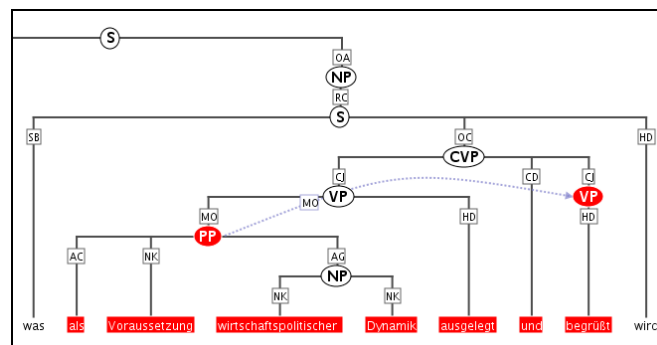 S
OA
NP
RC
S
SB OC HD
CVP
CJ CD CJ
MO VP VP
MO HD HD
PP
AC NK AG
NP
NK NK
was als Voraussetzung wirtschaftspolitischer Dynamik ausgelegt und begrüßt wird